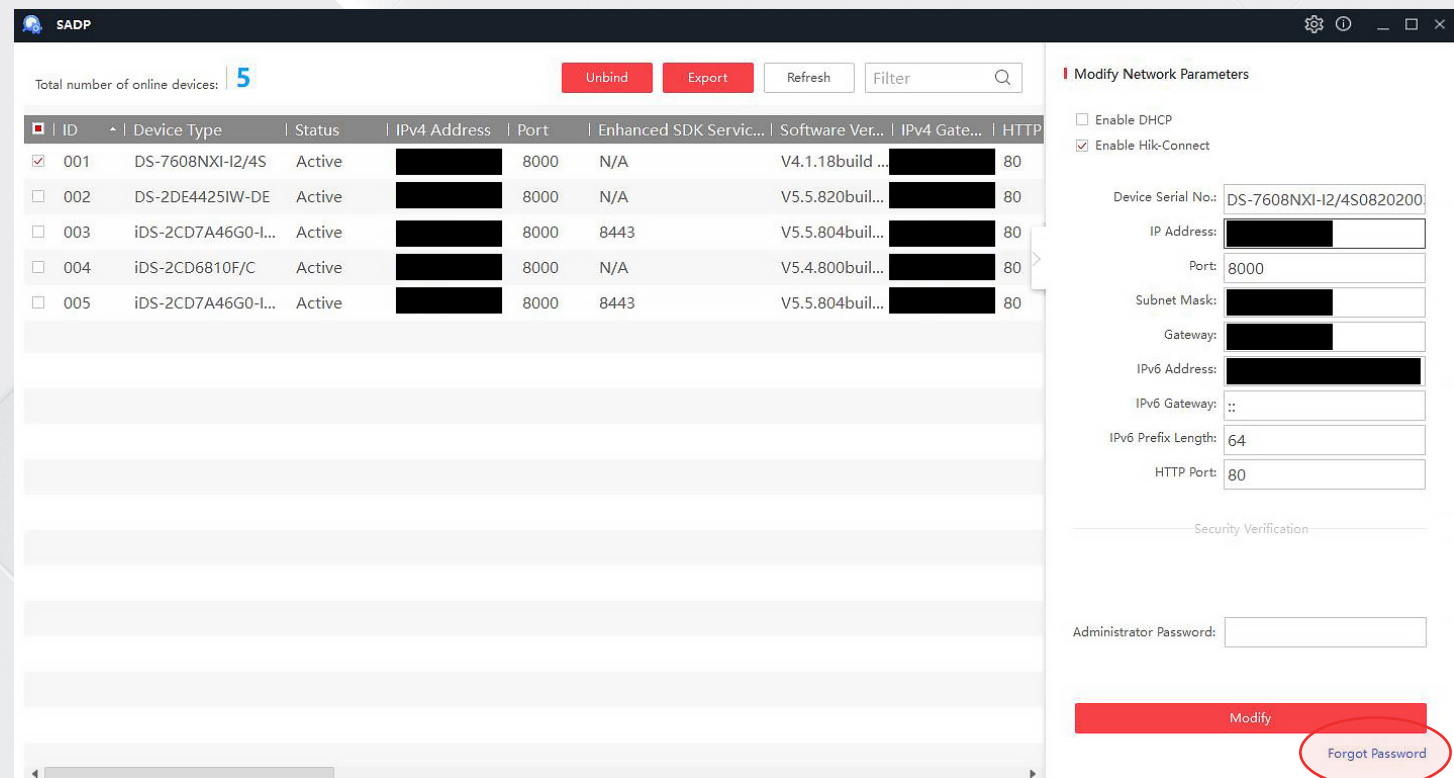 SADP
Total number of online devices: 5
Unbind Export Refresh Filter
ID Device Type Status IPv4 Address Port Enhanced SDK Servic... Software Ver... IPv4 Gate... HTTP
001 DS-7608NXI-I2/4S Active 8000 N/A V4.1.18build ... 80
002 DS-2DE4425IW-DE Active 8000 N/A V5.5.820buil... 80
003 iDS-2CD7A46G0-I... Active 8000 8443 V5.5.804buil... 80
004 iDS-2CD6810F/C Active 8000 N/A V5.4.800buil... 80
005 iDS-2CD7A46G0-I... Active 8000 8443 V5.5.804buil... 80
Modify Network Parameters
Enable DHCP
Enable Hik-Connect
Device Serial No.: DS-7608NXI-I2/4S0820200
IP Address:
Port: 8000
Subnet Mask:
Gateway:
IPv6 Address:
IPv6 Gateway: ::
IPv6 Prefix Length: 64
HTTP Port: 80
Security Verification
Administrator Password:
Modify
Forgot Password